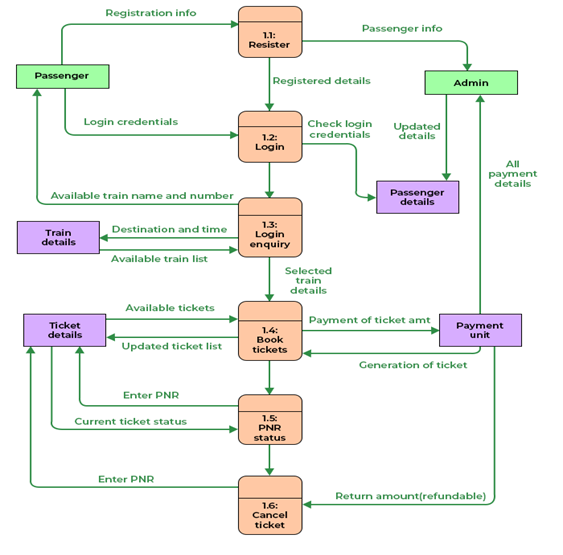 Registration info
1.1:
Resister
Passenger info
Passenger
Admin
Registered details
Login credentials
1.2:
Login
Check login
credentials
Updated
details
All
payment
details
Available train name and number
Passenger
details
1.3:
Login
enquiry
Train
details
Destination and time
Available train list
Selected
train
details
Available tickets
Ticket
details
Updated ticket list
1.4:
Book
tickets
Payment of ticket amt
Payment
unit
Generation of ticket
Enter PNR
Current ticket status
1.5:
PNR
status
Enter PNR
1.6:
Cancel
ticket
Return amount(refundable)